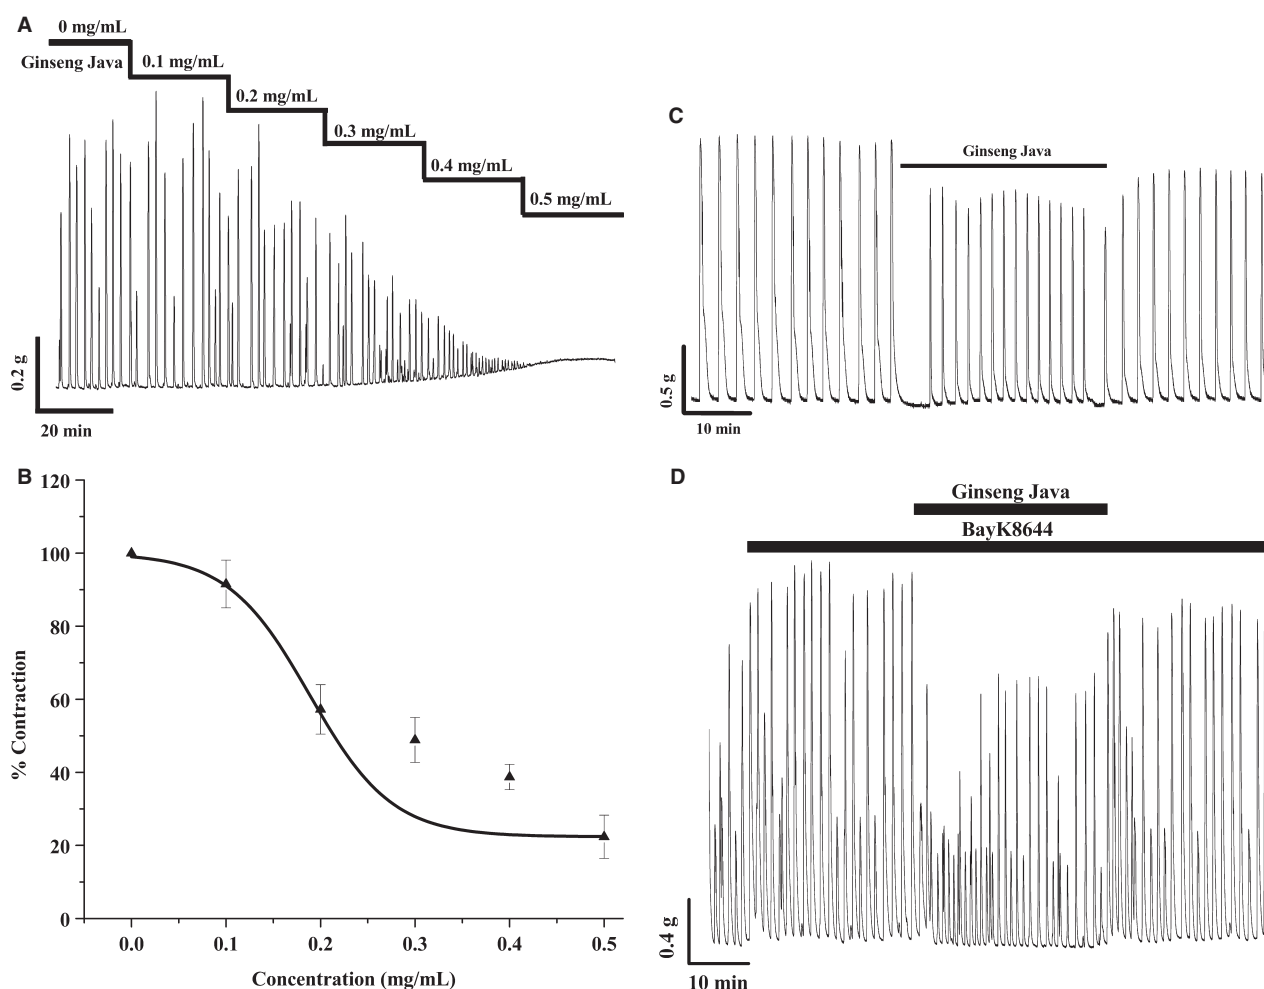 A
0 mg/mL
Ginseng Java
0.1 mg/mL
0.2 mg/mL
0.3 mg/mL
0.4 mg/mL
0.5 mg/mL
0.2 g
20 min
B
120
100
80
60
40
20
0
% Contraction
0.0 0.1 0.2 0.3 0.4 0.5
Concentration (mg/mL)
C
Ginseng Java
0.5 g
10 min
D
Ginseng Java
BayK8644
0.4 g
10 min